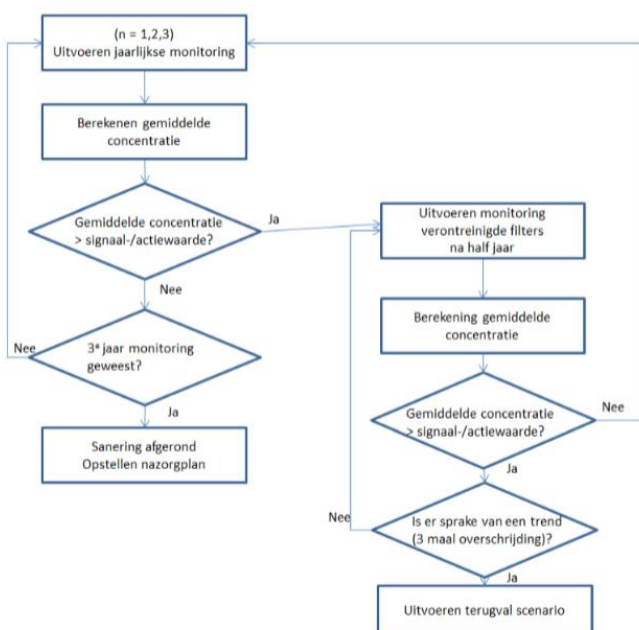 (n = 1,2,3)
Uitvoeren jaarlijkse monitoring
Berekenen gemiddelde
concentratie
Gemiddelde concentratie
> signaal-/actiewaarde?
Ja
Nee
3e jaar monitoring
geweest?
Nee
Ja
Sanering afgerond
Opstellen nazorgplan
Uitvoeren monitoring
verontreinigde filters
na half jaar
Berekening gemiddelde
concentratie
Gemiddelde concentratie
> signaal-/actiewaarde?
Nee
Ja
Is er sprake van een trend
(3 maal overschrijding)?
Nee
Ja
Uitvoeren terugval scenario